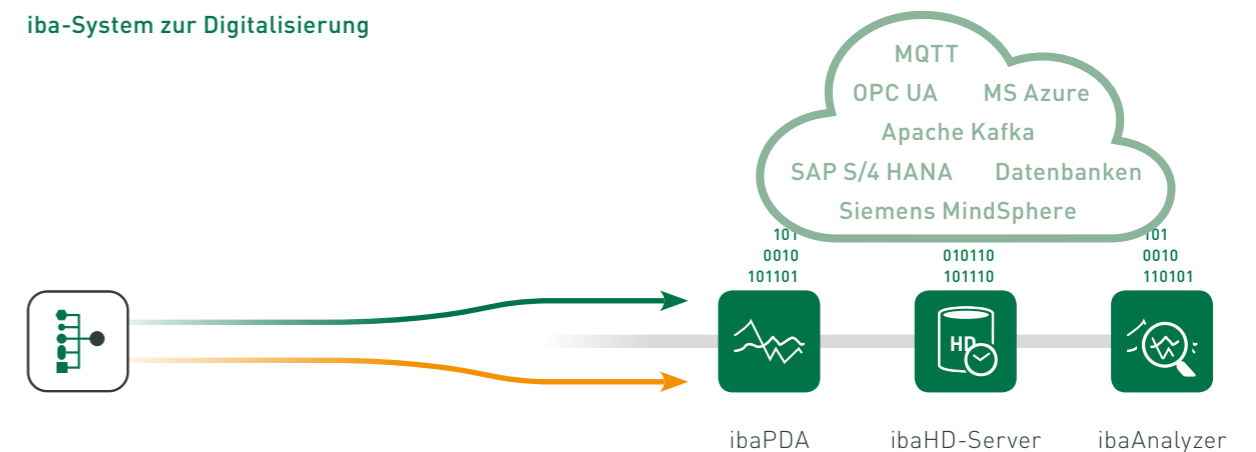 iba-System zur Digitalisierung
MQTT
OPC UA MS Azure
Apache Kafka
SAP S/4 HANA Datenbanken
Siemens MindSphere
101
0010
101101
010110
101110
101
0010
110101
HD
ibaPDA ibaHD-Server ibaAnalyzer